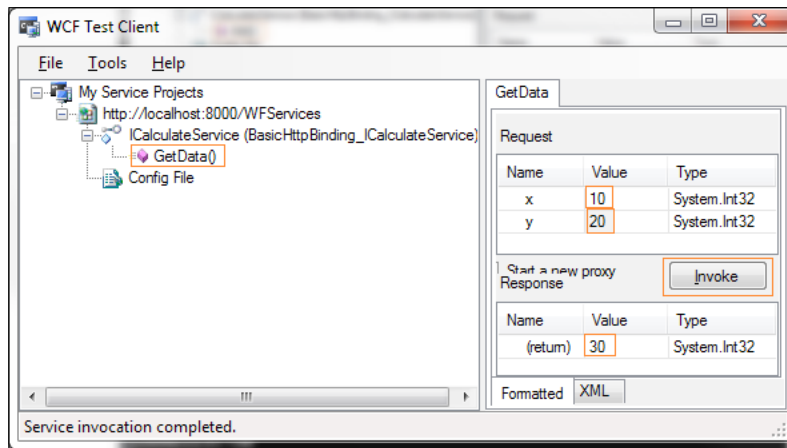 WCF Test Client
File Tools Help
My Service Projects
http://localhost:8000/WFServices
ICalculateService (BasicHttpBinding_ICalculateService)
GetData()
Config File
GetData
Request
Name Value Type
x 10 System.Int32
y 20 System.Int32
Start a new proxy
Response
Invoke
Name Value Type
(return) 30 System.Int32
Formatted XML
Service invocation completed.